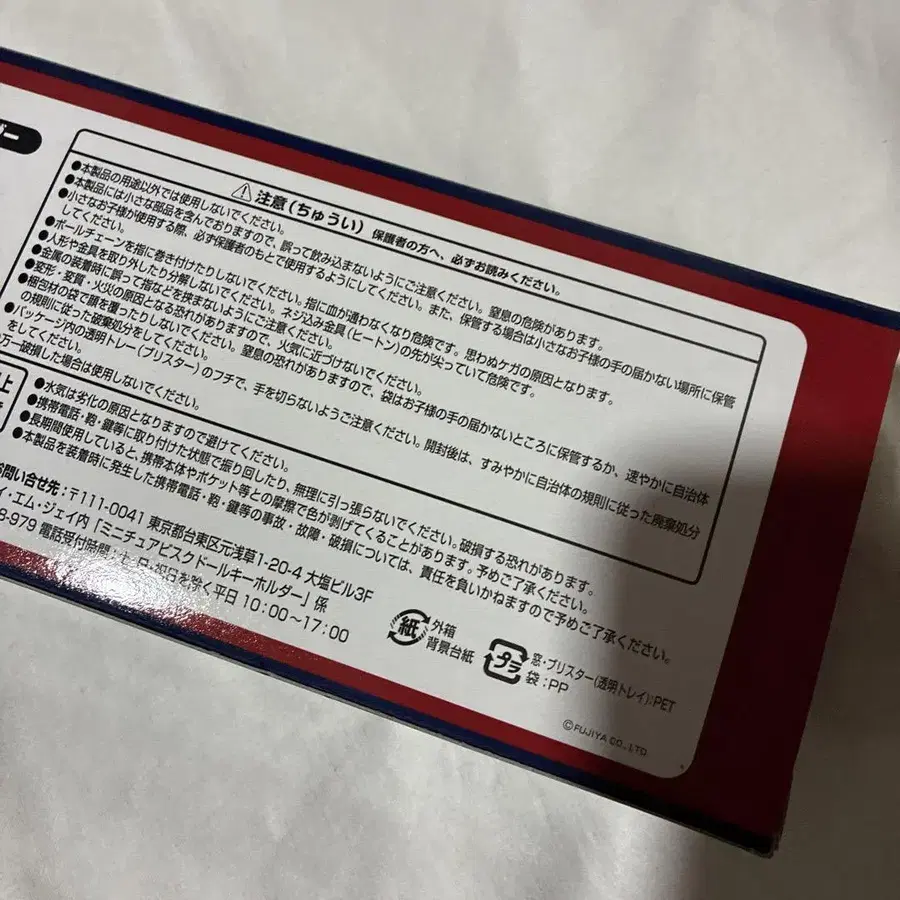 ダー
⚠注意(ちゅうい) 保護者の方へ、必ずお読みください。
●本製品の用途以外では使用しないでください。
●本製品には小さな部品を含んでおりますので、誤って飲み込まないようにご注意ください。窒息の危険があります。
●小さなお子様が使用する際、必ず保護者のもとで使用するようにしてください。また、保管する場合は小さなお子様の手の届かない場所に保管
してください。
●ボールチェーンを指に巻き付けたりしないでください。指に血が通わなくなり危険です。思わぬケガの原因となります。
●人形や金具を取り外したり分解しないでください。ネジ込み金具(ヒートン)の先が尖っていて危険です。
●金属の装着時に誤って指などを挟まないようにご注意ください。
●変形・変質・火災の原因となる恐れがありますので、火気に近づけないでください。
●梱包材の袋で頭を覆ったりしないでください。窒息の恐れがありますので、袋はお子様の手の届かないところに保管するか、速やかに自治体
の規則に従った破棄処分をしてください。
●パッケージ内の透明トレー(ブリスター)のフチで、手を切らないようご注意ください。開封後は、すみやかに自治体の規則に従った廃棄処分
をしてください。
万一破損した場合は使用しないでください。
上
●水気は劣化の原因となりますので避けてください。
●携帯電話・鞄・鍵等に取り付けた状態で振り回したり、無理に引っ張らないでください。破損する恐れがあります。
●長期間使用していると、携帯本体やポケット等との摩擦で色が剥げてくることがあります。予めご了承ください。
●本製品を装着時に発生した携帯電話・鞄・鍵等の事故・故障・破損については、責任を負いかねますので予めご了承ください。
お問い合せ先:〒111-0041 東京都台東区元浅草1-20-4 大塩ビル3F
イ・エム・ジェイ内「ミニチュアビスクドールキーホルダー」係
8-979 電話受付時間:土・日・祝日を除く平日 10:00〜17:00
紙 外箱
背景台紙
プラ 窓・ブリスター(透明トレイ):PET
袋:PP
©FUJIYA CO., LTD